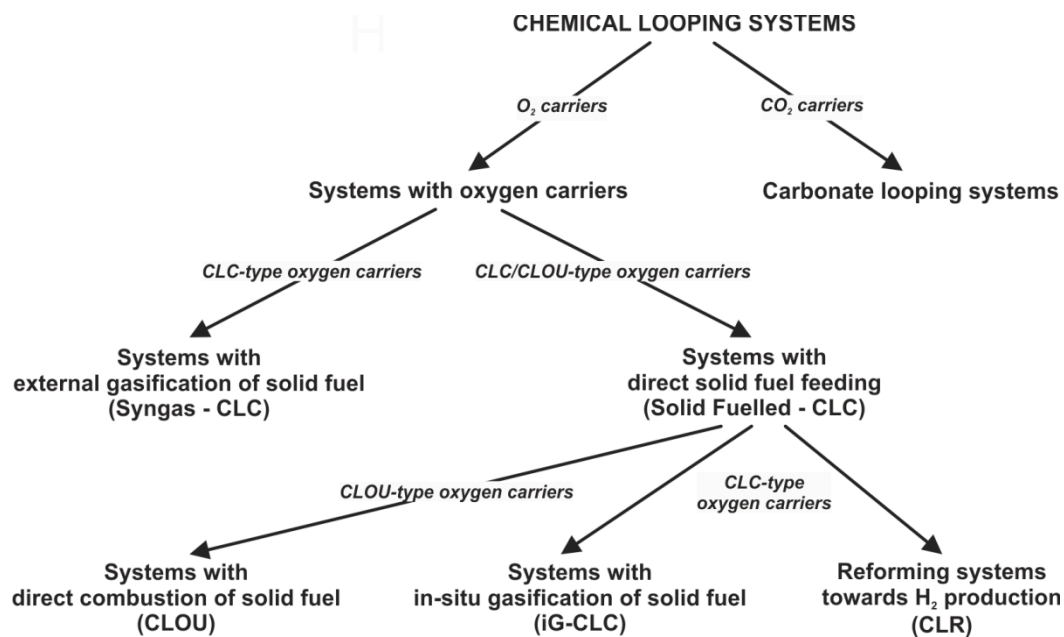 CHEMICAL LOOPING SYSTEMS
O₂ carriers
CO₂ carriers
Systems with oxygen carriers
Carbonate looping systems
CLC-type oxygen carriers
CLC/CLOU-type oxygen carriers
Systems with
external gasification of solid fuel
(Syngas - CLC)
Systems with
direct solid fuel feeding
(Solid Fuelled - CLC)
CLOU-type oxygen carriers
CLC-type
oxygen carriers
Systems with
direct combustion of solid fuel
(CLOU)
Systems with
in-situ gasification of solid fuel
(iG-CLC)
Reforming systems
towards H₂ production
(CLR)